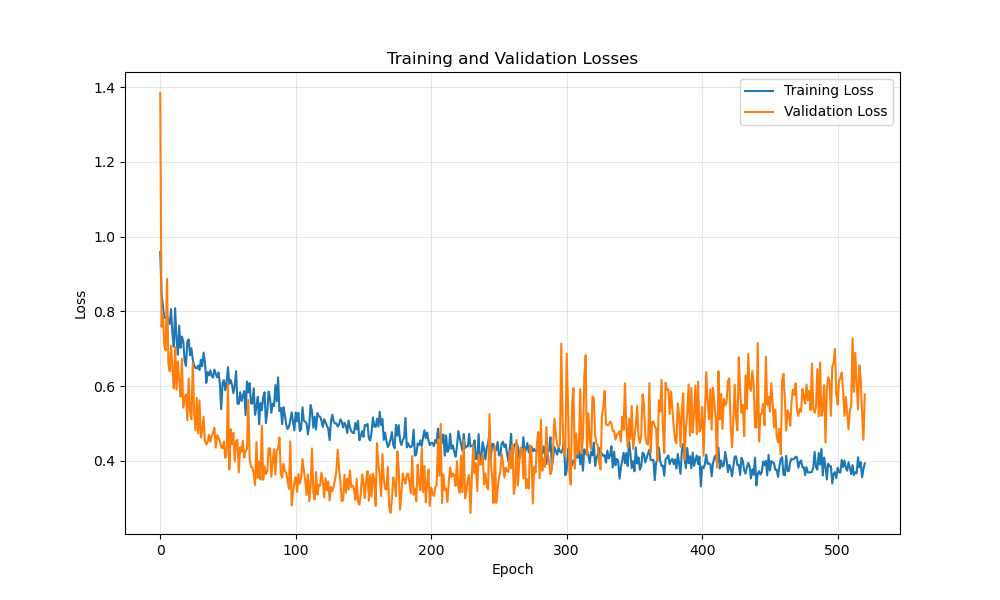 Training and Validation Losses
Training Loss
Validation Loss
Loss
1.4
1.2
1.0
0.8
0.6
0.4
0
100
200
300
400
500
Epoch